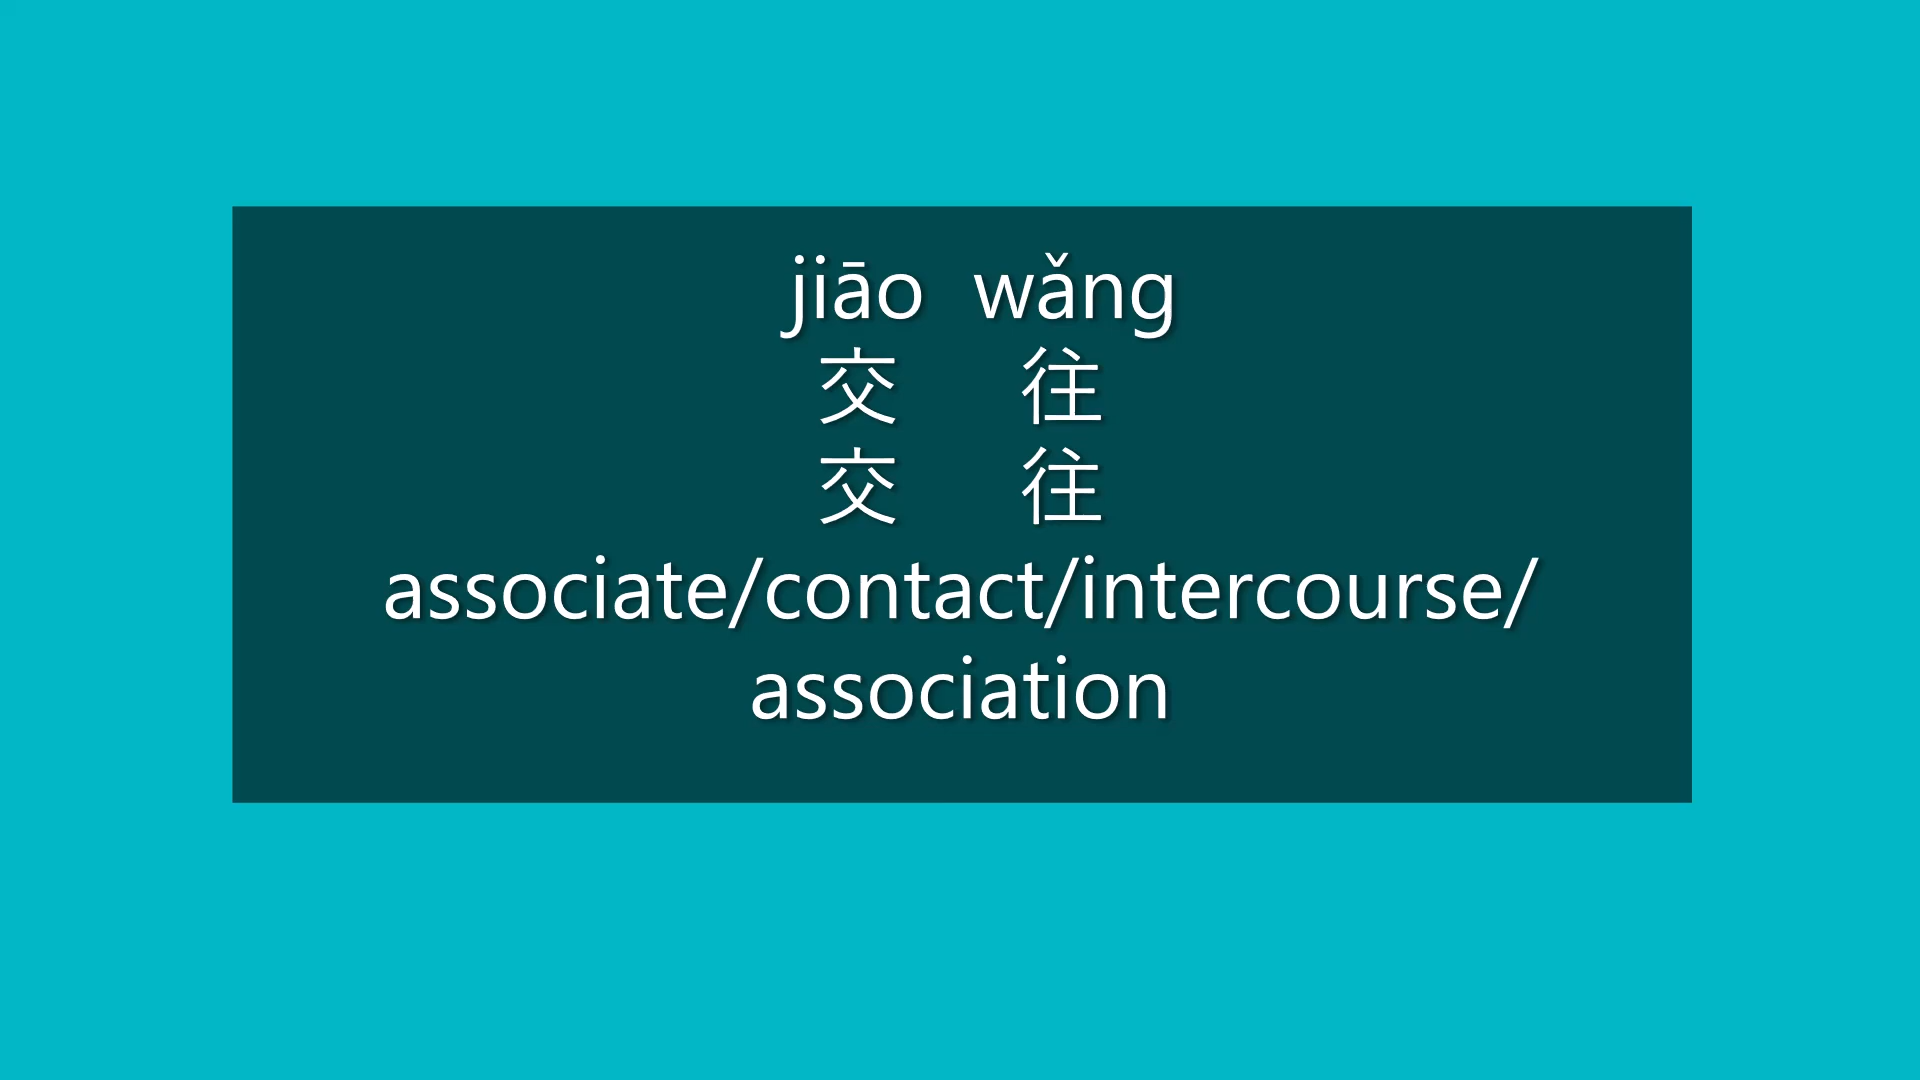 jiāo wǎng
交 往
交 往
associate/contact/intercourse/
association